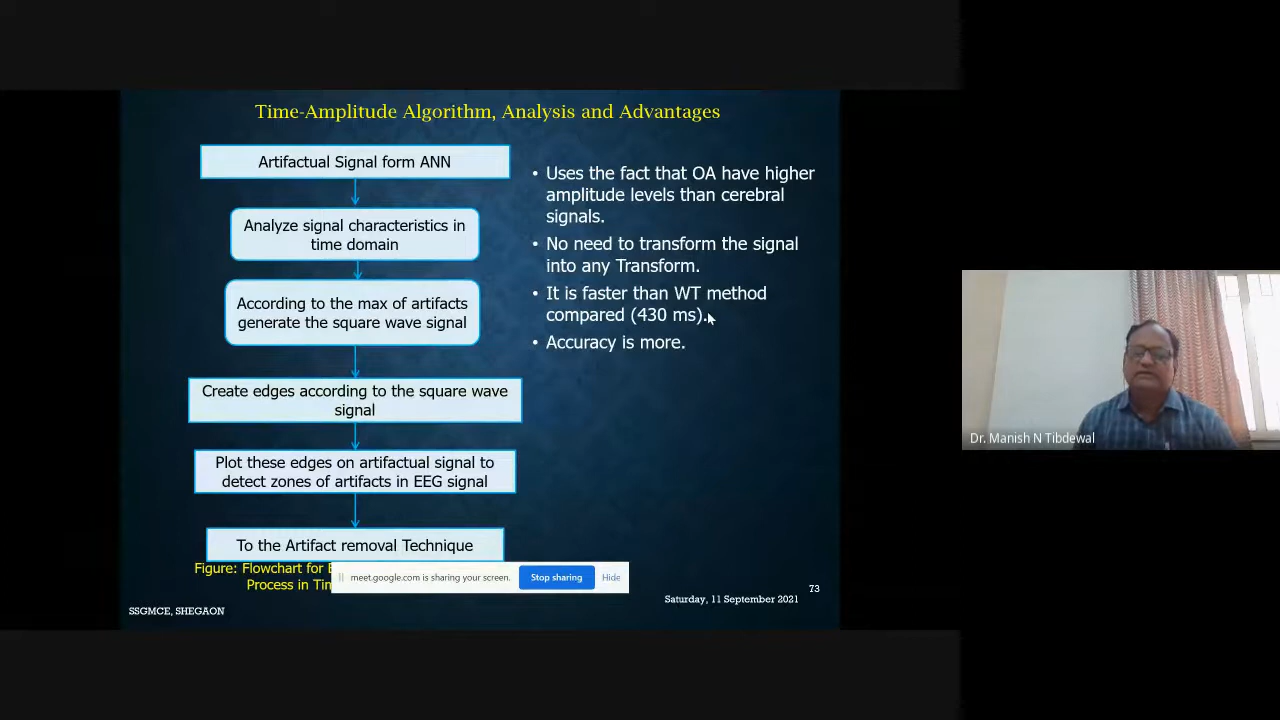 Time-Amplitude Algorithm, Analysis and Advantages
Artifactual Signal form ANN
Analyze signal characteristics in
time domain
According to the max of artifacts
generate the square wave signal
Create edges according to the square wave
signal
Plot these edges on artifactual signal to
detect zones of artifacts in EEG signal
To the Artifact removal Technique
Figure: Flowchart for
Process in
• Uses the fact that OA have higher
amplitude levels than cerebral
signals.
• No need to transform the signal
into any Transform.
• It is faster than WT method
compared (430 ms).
• Accuracy is more.
meet.google.com is sharing your screen.
Stop sharing
Hide
SSGMCE, SHEGAON
Saturday, 11 September 2021
73
Dr. Manish N Tibdewal